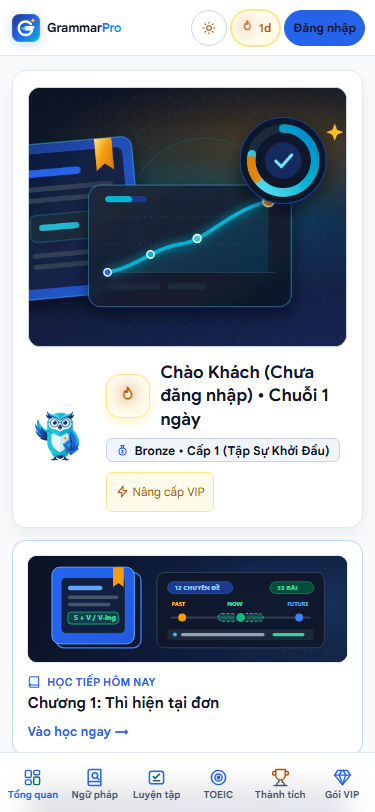 GrammarPro
1d
Đăng nhập
Chào Khách (Chưa
đăng nhập) • Chuỗi 1
ngày
Bronze • Cấp 1 (Tập Sự Khởi Đầu)
Nâng cấp VIP
S + V / V-ing
12 CHUYÊN ĐỀ
53 BÀI
PAST
NOW
FUTURE
HỌC TIẾP HÔM NAY
Chương 1: Thì hiện tại đơn
Vào học ngay →
Tổng quan
Ngữ pháp
Luyện tập
TOEIC
Thành tích
Gói VIP